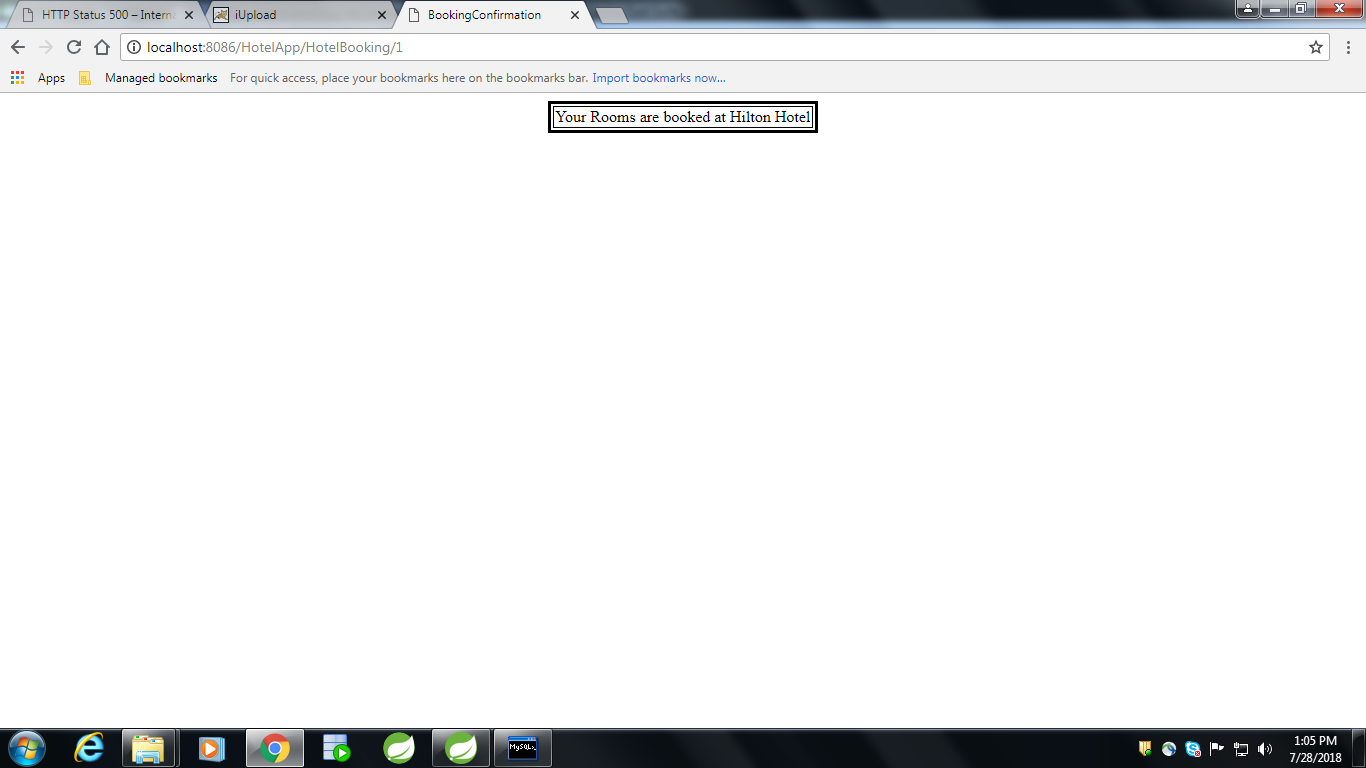 HTTP Status 500 – Interna
iUpload
BookingConfirmation
localhost:8086/HotelApp/HotelBooking/1
Apps
Managed bookmarks
For quick access, place your bookmarks here on the bookmarks bar. Import bookmarks now...
Your Rooms are booked at Hilton Hotel
MySQL
1:05 PM
7/28/2018